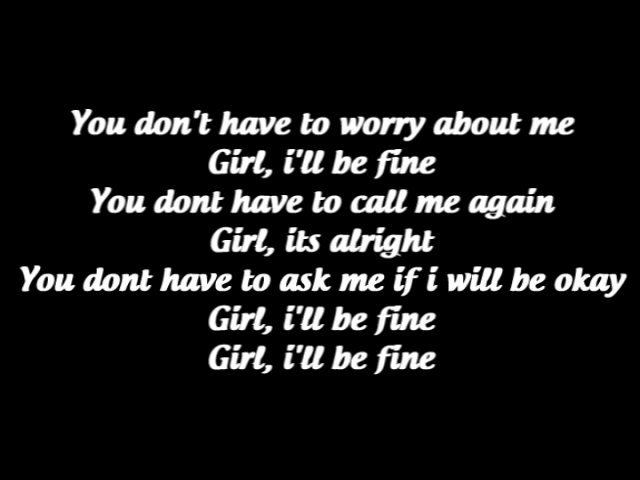 You don't have to worry about me
Girl, i'll be fine
You dont have to call me again
Girl, its alright
You dont have to ask me if i will be okay
Girl, i'll be fine
Girl, i'll be fine